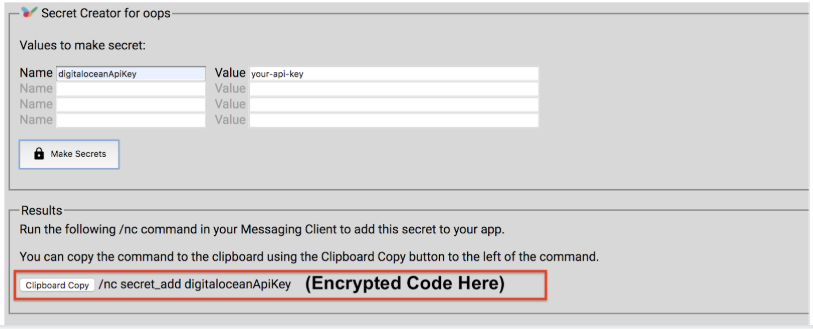 Secret Creator for oops
Values to make secret:
Name digitaloceanApiKey Value your-api-key
Name Value
Name Value
Name Value
Make Secrets
Results
Run the following /nc command in your Messaging Client to add this secret to your app.
You can copy the command to the clipboard using the Clipboard Copy button to the left of the command.
Clipboard Copy /nc secret_add digitaloceanApiKey (Encrypted Code Here)